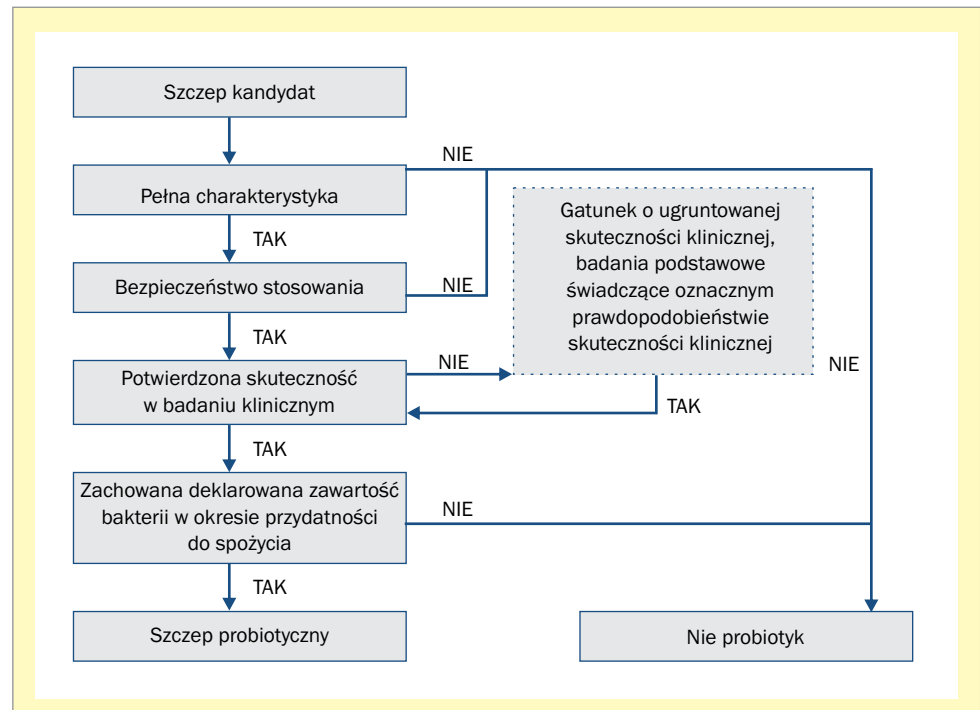 Szczep kandydat
NIE
Pełna charakterystyka
TAK
Bezpieczeństwo stosowania
NIE
TAK
Gatunek o ugruntowanej
skuteczności klinicznej,
badania podstawowe
świadczące oznacznym
prawdopodobieństwie
skuteczności klinicznej
NIE
Potwierdzona skuteczność
w badaniu klinicznym
NIE
TAK
TAK
Zachowana deklarowana zawartość
bakterii w okresie przydatności
do spożycia
NIE
TAK
Szczep probiotyczny
Nie probiotyk